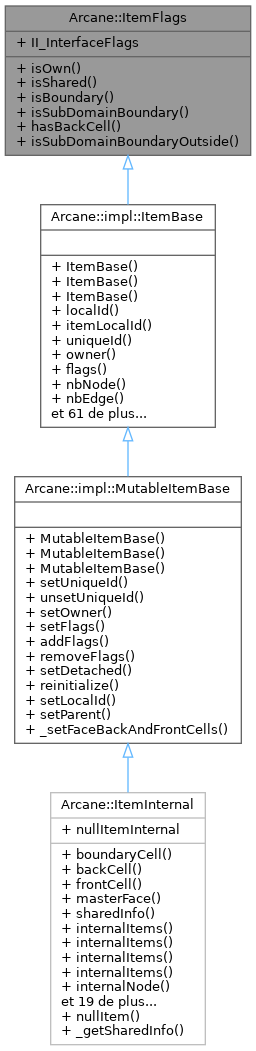 Arcane::ItemFlags
+ II_InterfaceFlags
+ isOwn()
+ isShared()
+ isBoundary()
+ isSubDomainBoundary()
+ hasBackCell()
+ isSubDomainBoundaryOutside()
Arcane::impl::ItemBase
+ ItemBase()
+ ItemBase()
+ ItemBase()
+ localId()
+ itemLocalId()
+ uniqueId()
+ owner()
+ flags()
+ nbNode()
+ nbEdge()
et 61 de plus...
Arcane::impl::MutableItemBase
+ MutableItemBase()
+ MutableItemBase()
+ MutableItemBase()
+ setUniqueId()
+ unsetUniqueId()
+ setOwner()
+ setFlags()
+ addFlags()
+ removeFlags()
+ setDetached()
+ reinitialize()
+ setLocalId()
+ setParent()
+ _setFaceBackAndFrontCells()
Arcane::ItemInternal
+ nullItemInternal
+ boundaryCell()
+ backCell()
+ frontCell()
+ masterFace()
+ sharedInfo()
+ internalItems()
+ internalItems()
+ internalItems()
+ internalItems()
+ internalNode()
et 19 de plus...
+ nullItem()
+ _getSharedInfo()